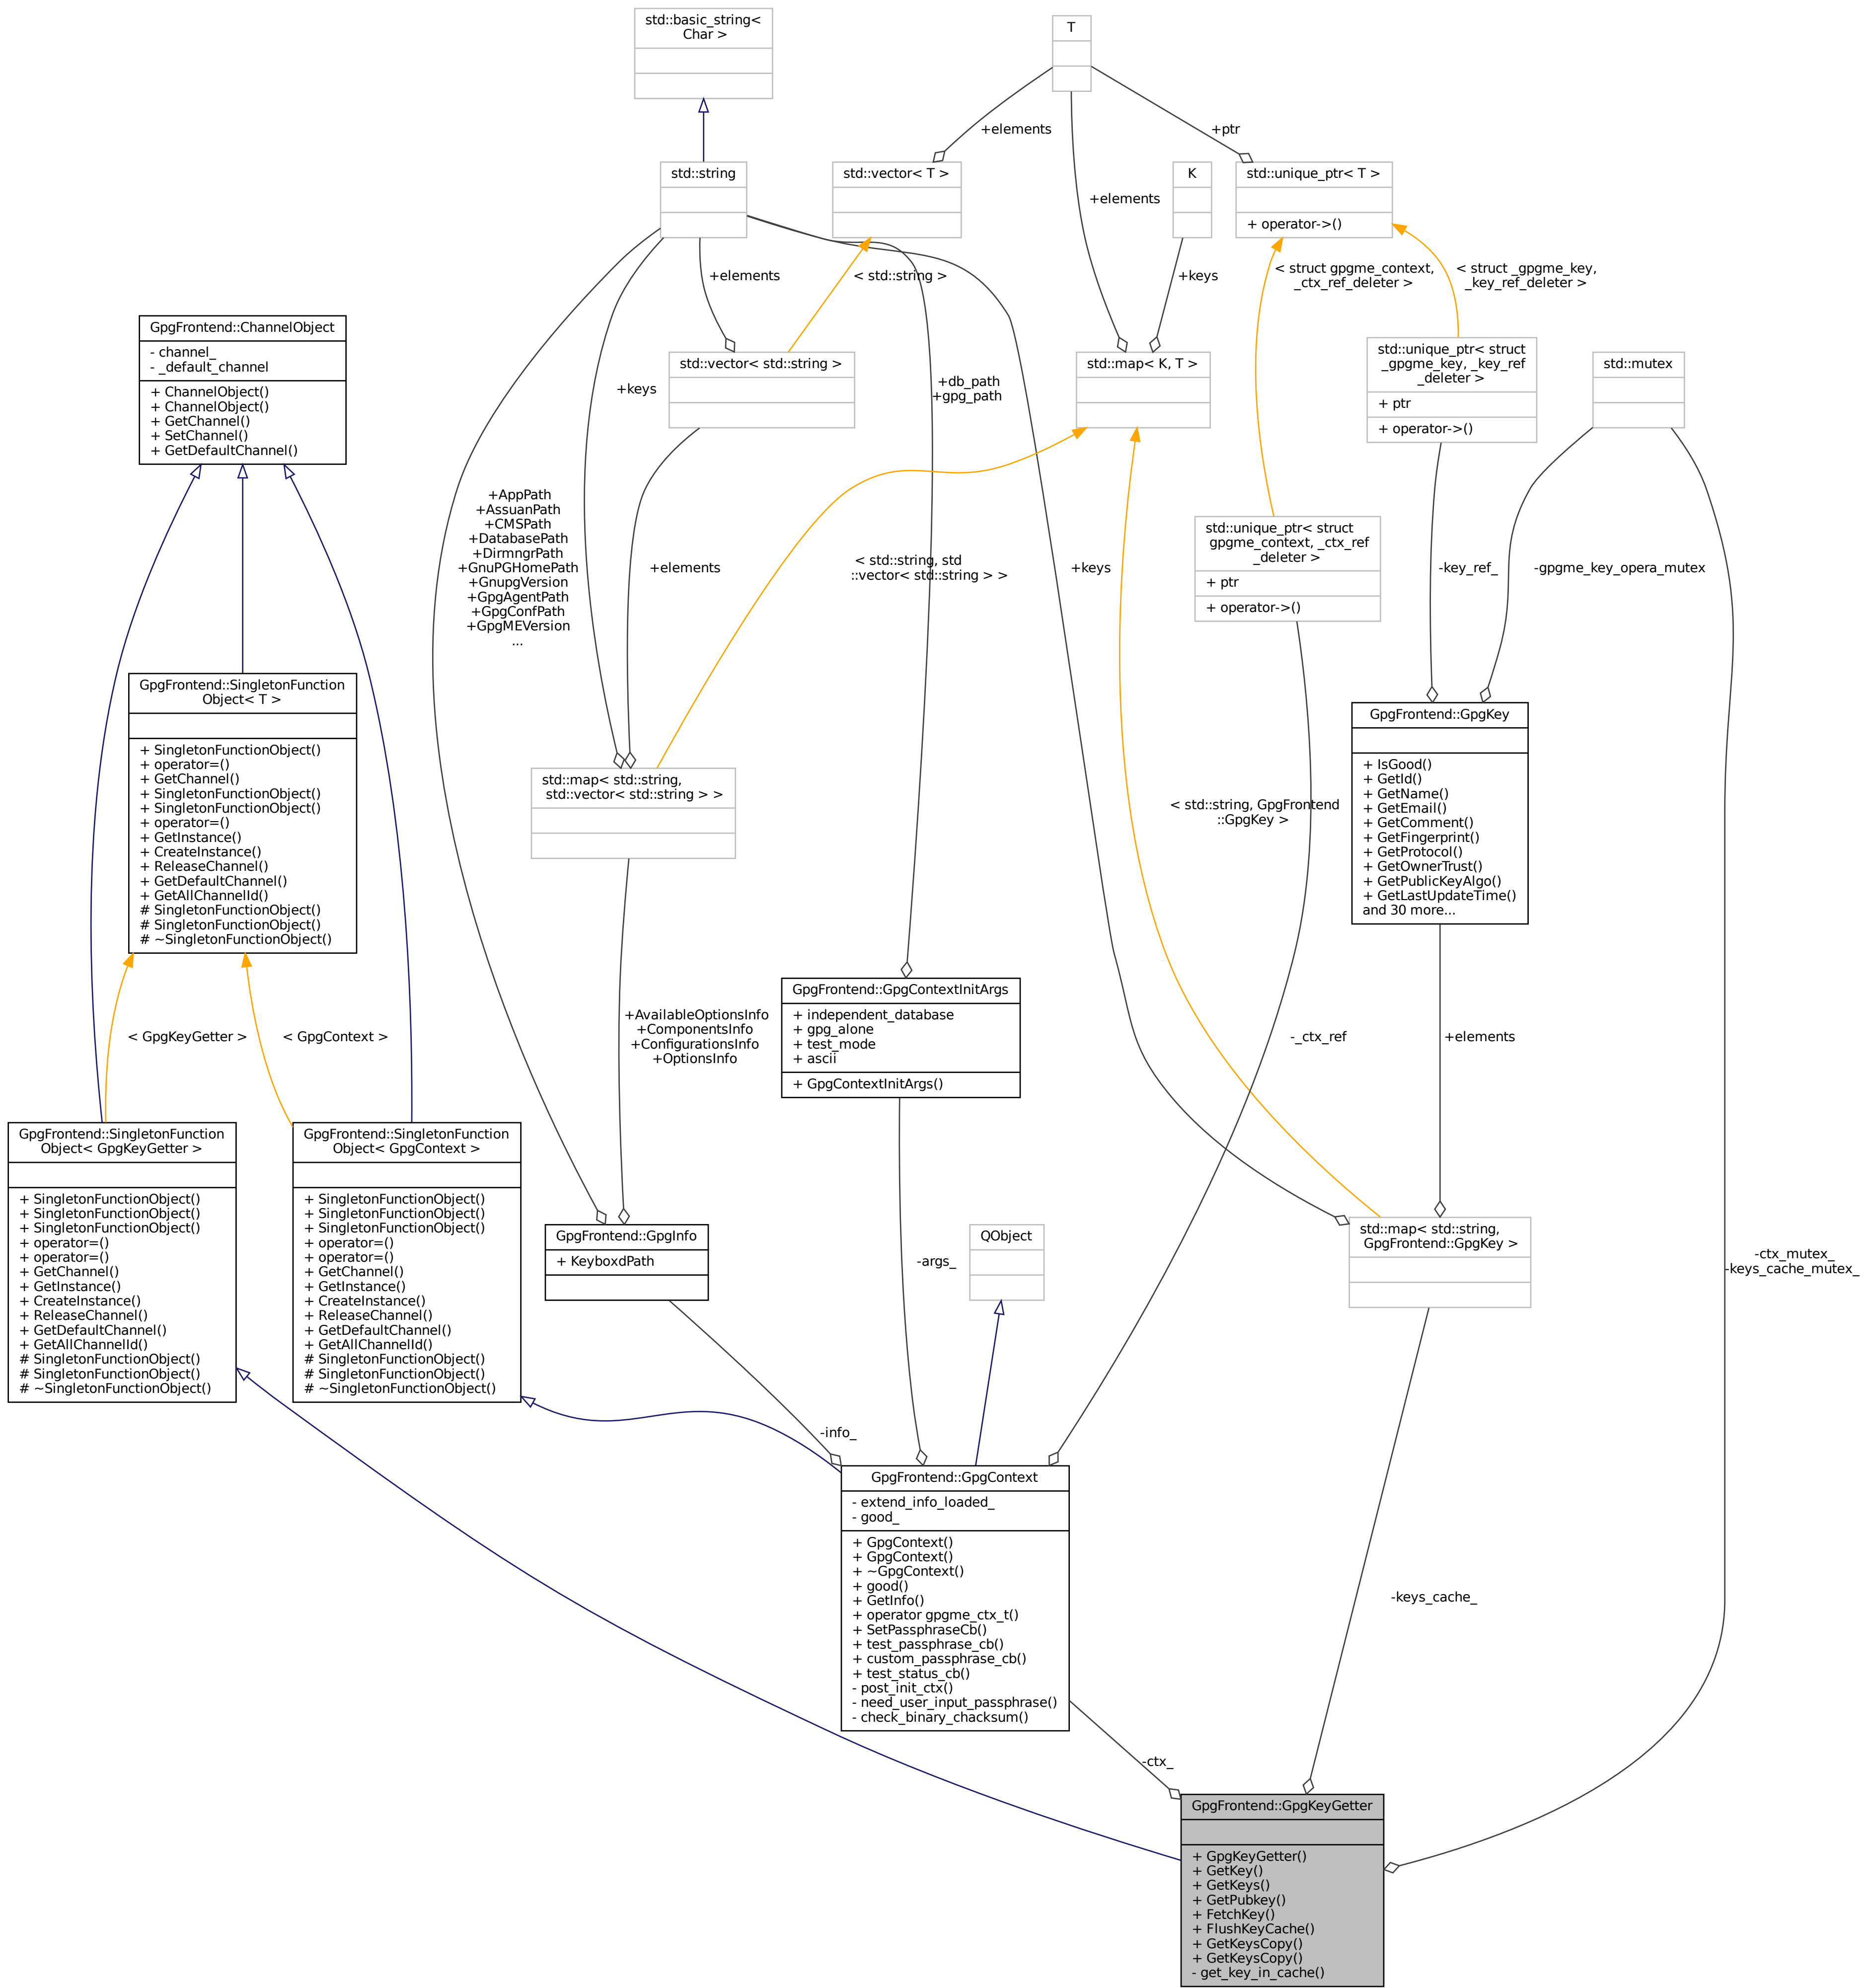 std::basic_string<
Char >
T
+elements
+ptr
std::string
std::vector< T >
+elements
K
std::unique_ptr< T >
+ operator->()
+elements
< std::string >
+keys
< struct gpgme_context,
_ctx_ref_deleter >
< struct _gpgme_key,
_key_ref_deleter >
GpgFrontend::ChannelObject
- channel_
- _default_channel
+ ChannelObject()
+ ChannelObject()
+ GetChannel()
+ SetChannel()
+ GetDefaultChannel()
+keys
std::vector< std::string >
+db_path
+gpg_path
std::map< K, T >
std::unique_ptr< struct
_gpgme_key, _key_ref
_deleter >
+ ptr
+ operator->()
std::mutex
+AppPath
+AssuanPath
+CMSPath
+DatabasePath
+DirmngrPath
+GnuPGHomePath
+GnupgVersion
+GpgAgentPath
+GpgConfPath
+GpgMEVersion
...
+elements
< std::string, std
::vector< std::string > >
+keys
std::unique_ptr< struct
gpgme_context, _ctx_ref
_deleter >
+ ptr
+ operator->()
-key_ref_
-gpgme_key_opera_mutex
GpgFrontend::SingletonFunction
Object< T >
+ SingletonFunctionObject()
+ operator=()
+ GetChannel()
+ SingletonFunctionObject()
+ SingletonFunctionObject()
+ operator=()
+ GetInstance()
+ CreateInstance()
+ ReleaseChannel()
+ GetDefaultChannel()
+ GetAllChannelId()
# SingletonFunctionObject()
# SingletonFunctionObject()
# ~SingletonFunctionObject()
std::map< std::string,
std::vector< std::string > >
< std::string, GpgFrontend
::GpgKey >
GpgFrontend::GpgKey
+ IsGood()
+ GetId()
+ GetName()
+ GetEmail()
+ GetComment()
+ GetFingerprint()
+ GetProtocol()
+ GetOwnerTrust()
+ GetPublicKeyAlgo()
+ GetLastUpdateTime()
and 30 more...
< GpgKeyGetter >
< GpgContext >
+AvailableOptionsInfo
+ComponentsInfo
+ConfigurationsInfo
+OptionsInfo
GpgFrontend::GpgContextInitArgs
+ independent_database
+ gpg_alone
+ test_mode
+ ascii
+ GpgContextInitArgs()
-_ctx_ref
+elements
GpgFrontend::SingletonFunction
Object< GpgKeyGetter >
+ SingletonFunctionObject()
+ SingletonFunctionObject()
+ SingletonFunctionObject()
+ operator=()
+ operator=()
+ GetChannel()
+ GetInstance()
+ CreateInstance()
+ ReleaseChannel()
+ GetDefaultChannel()
+ GetAllChannelId()
# SingletonFunctionObject()
# SingletonFunctionObject()
# ~SingletonFunctionObject()
GpgFrontend::SingletonFunction
Object< GpgContext >
+ SingletonFunctionObject()
+ SingletonFunctionObject()
+ SingletonFunctionObject()
+ operator=()
+ operator=()
+ GetChannel()
+ GetInstance()
+ CreateInstance()
+ ReleaseChannel()
+ GetDefaultChannel()
+ GetAllChannelId()
# SingletonFunctionObject()
# SingletonFunctionObject()
# ~SingletonFunctionObject()
GpgFrontend::GpgInfo
+ KeyboxdPath
-args_
QObject
std::map< std::string,
GpgFrontend::GpgKey >
-ctx_mutex_
-keys_cache_mutex_
-info_
GpgFrontend::GpgContext
- extend_info_loaded_
- good_
+ GpgContext()
+ GpgContext()
+ ~GpgContext()
+ good()
+ GetInfo()
+ operator gpgme_ctx_t()
+ SetPassphraseCb()
+ test_passphrase_cb()
+ custom_passphrase_cb()
+ test_status_cb()
- post_init_ctx()
- need_user_input_passphrase()
- check_binary_chacksum()
-keys_cache_
-ctx_
GpgFrontend::GpgKeyGetter
+ GpgKeyGetter()
+ GetKey()
+ GetKeys()
+ GetPubkey()
+ FetchKey()
+ FlushKeyCache()
+ GetKeysCopy()
+ GetKeysCopy()
- get_key_in_cache()